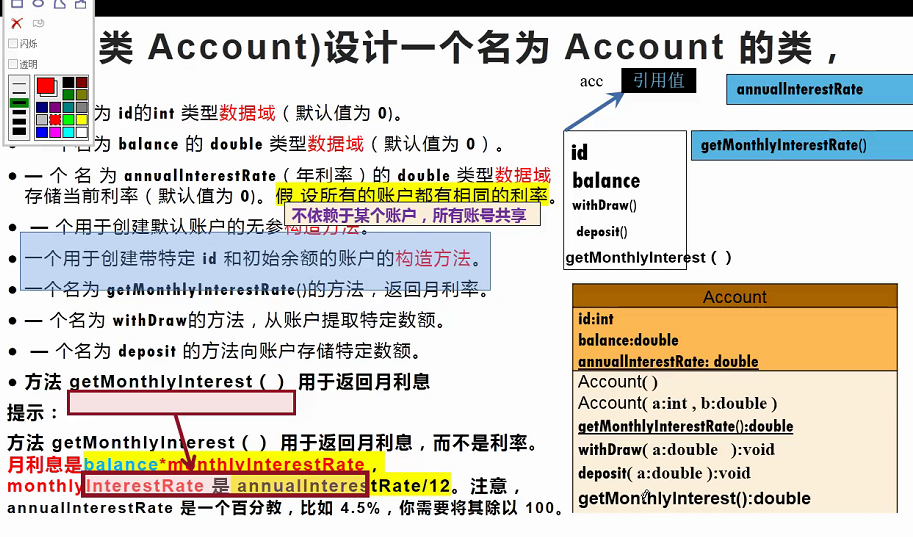 闪烁
透明
类 Account)设计一个名为 Account 的类，
为 id的int 类型数据域（默认值为 0)。
名为 balance 的 double 类型数据域（默认值为 0 ）。
● 一 个 名 为 annualInterestRate（年利率）的 double 类型数据域
存储当前利率（默认值为 0)。假 设所有的账户都有相同的利率。
不依赖于某个账户，所有账号共享
● 一 个用于创建默认账户的无参构造方法。
● 一个用于创建带特定 id 和初始余额的账户的构造方法。
● 一个名为 getMonthlyInterestRate()的方法，返回月利率。
● 一 个名为 withDraw的方法，从账户提取特定数额。
● 一 个名为 deposit 的方法向账户存储特定数额。
● 方法 getMonthlyInterest（ ） 用于返回月利息
提示：
方法 getMonthlyInterest（ ） 用于返回月利息，而不是利率。
月利息是balance*monthlyInterestRate，
monthlyInterestRate 是 annualInterestRate/12。注意，
annualInterestRate 是一个百分教，比如 4.5%，你需要将其除以 100。
acc
引用值
annualInterestRate
getMonthlyInterestRate()
id
balance
withDraw()
deposit()
getMonthlyInterest（ ）
Account
id:int
balance:double
annualInterestRate: double
Account( )
Account( a:int , b:double )
getMonthlyInterestRate():double
withDraw( a:double ):void
deposit( a:double ):void
getMonthlyInterest():double